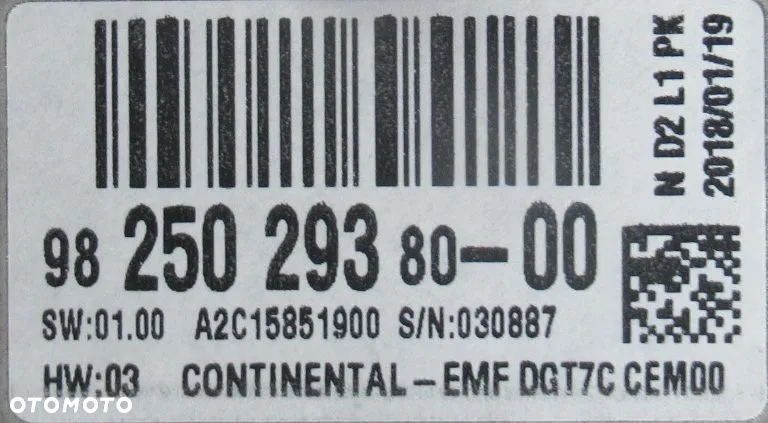 98 250 293 80-00
SW:01.00 A2C15851900 S/N:030887
HW:03 CONTINENTAL-EMF DGT7C CEM00
N D2 L1 PK
2018/01/19
OTOMOTO